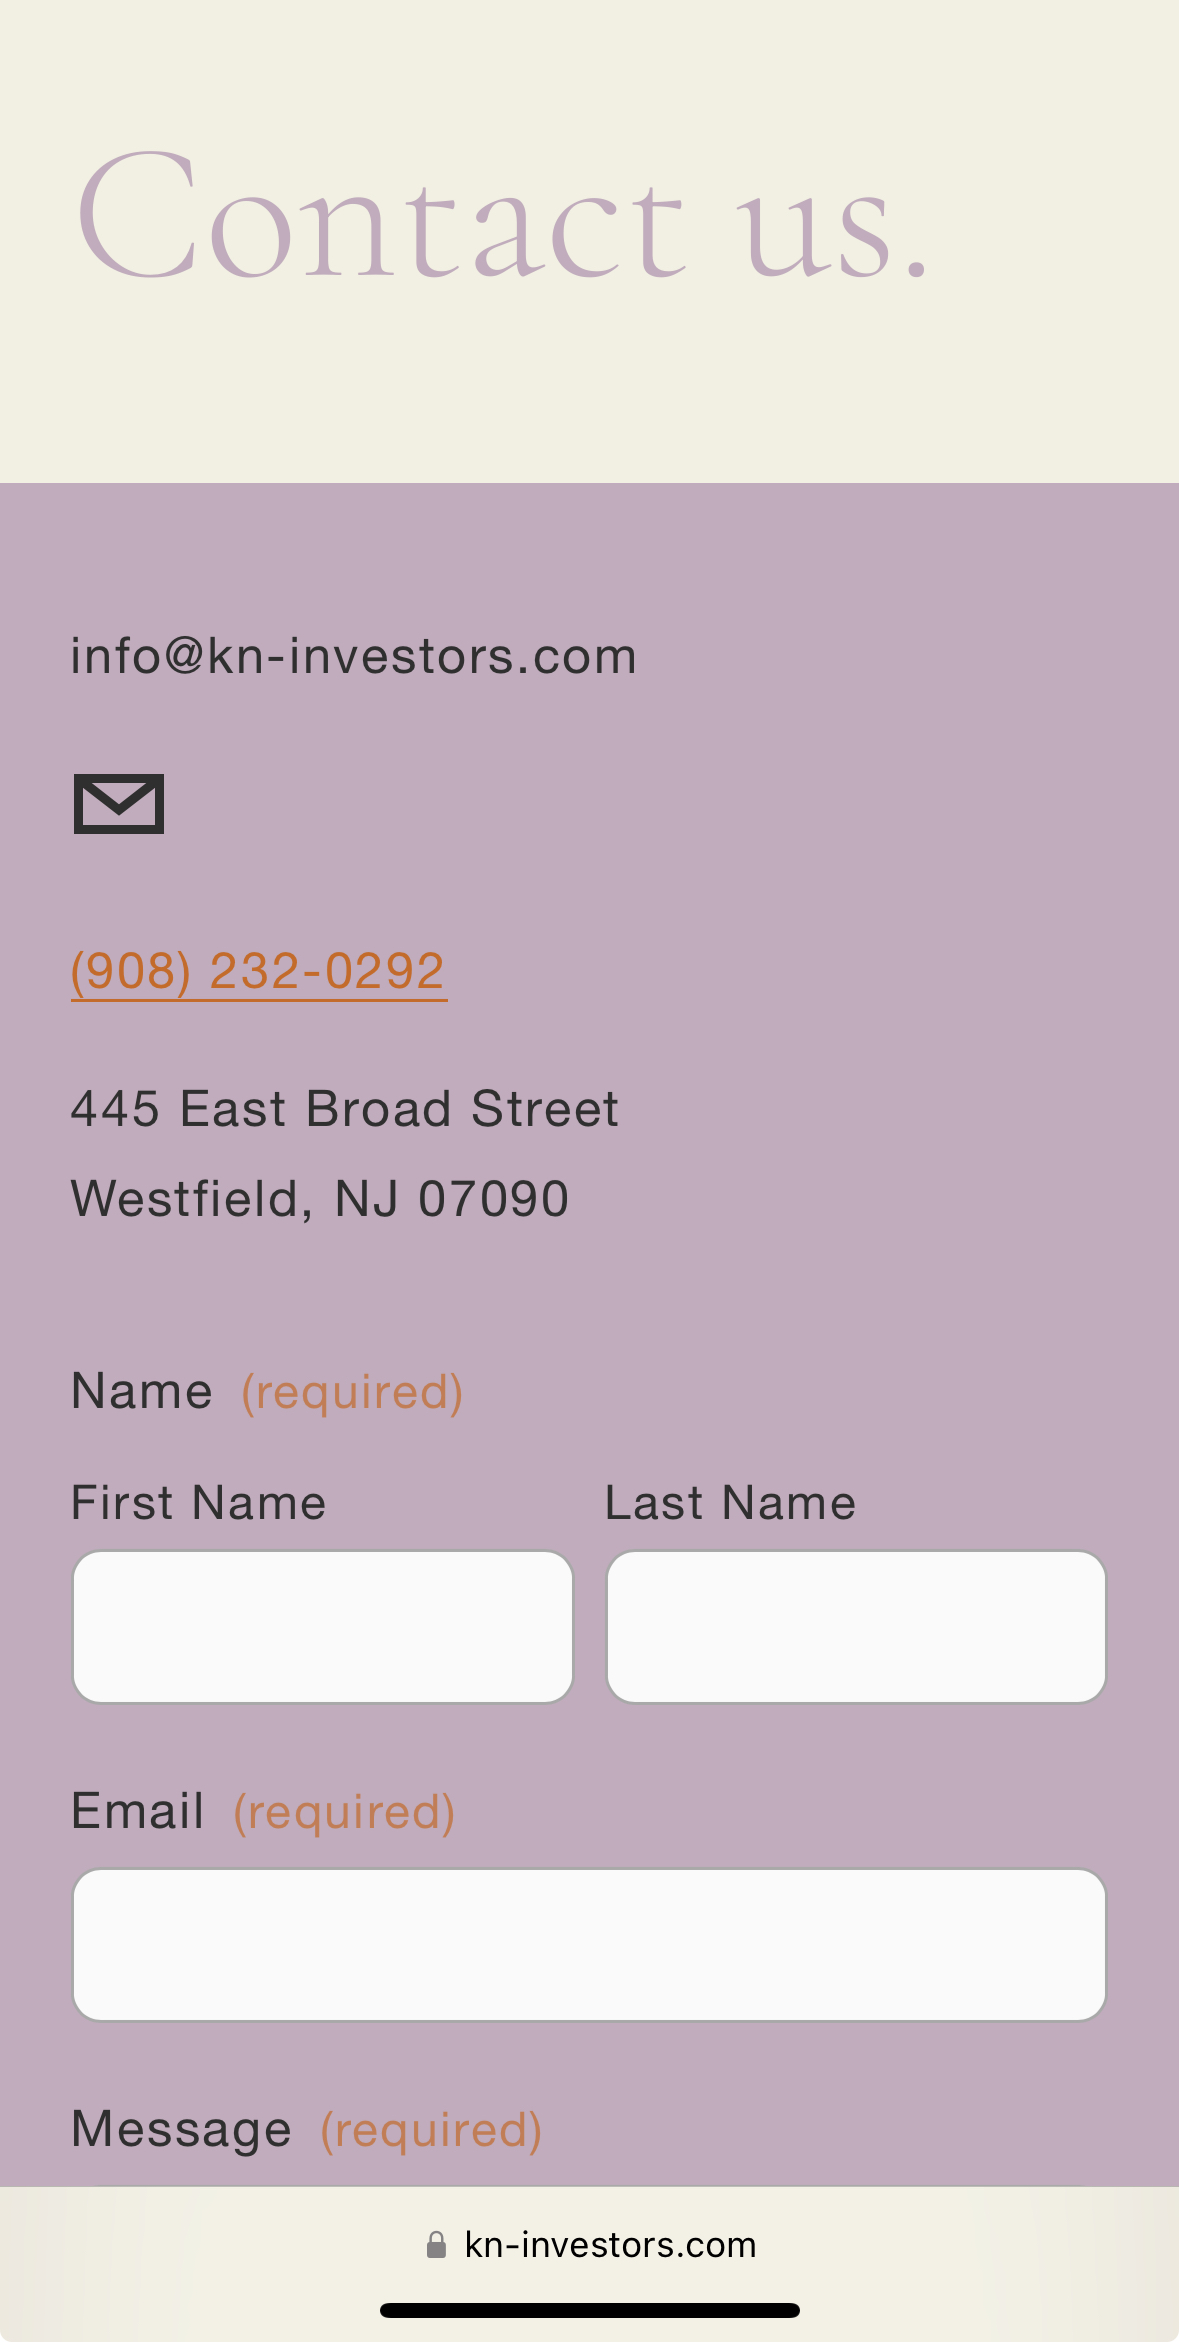 Contact us.
info@kn-investors.com
(908) 232-0292
445 East Broad Street
Westfield, NJ 07090
Name (required)
First Name Last Name
Email (required)
Message (required)
kn-investors.com